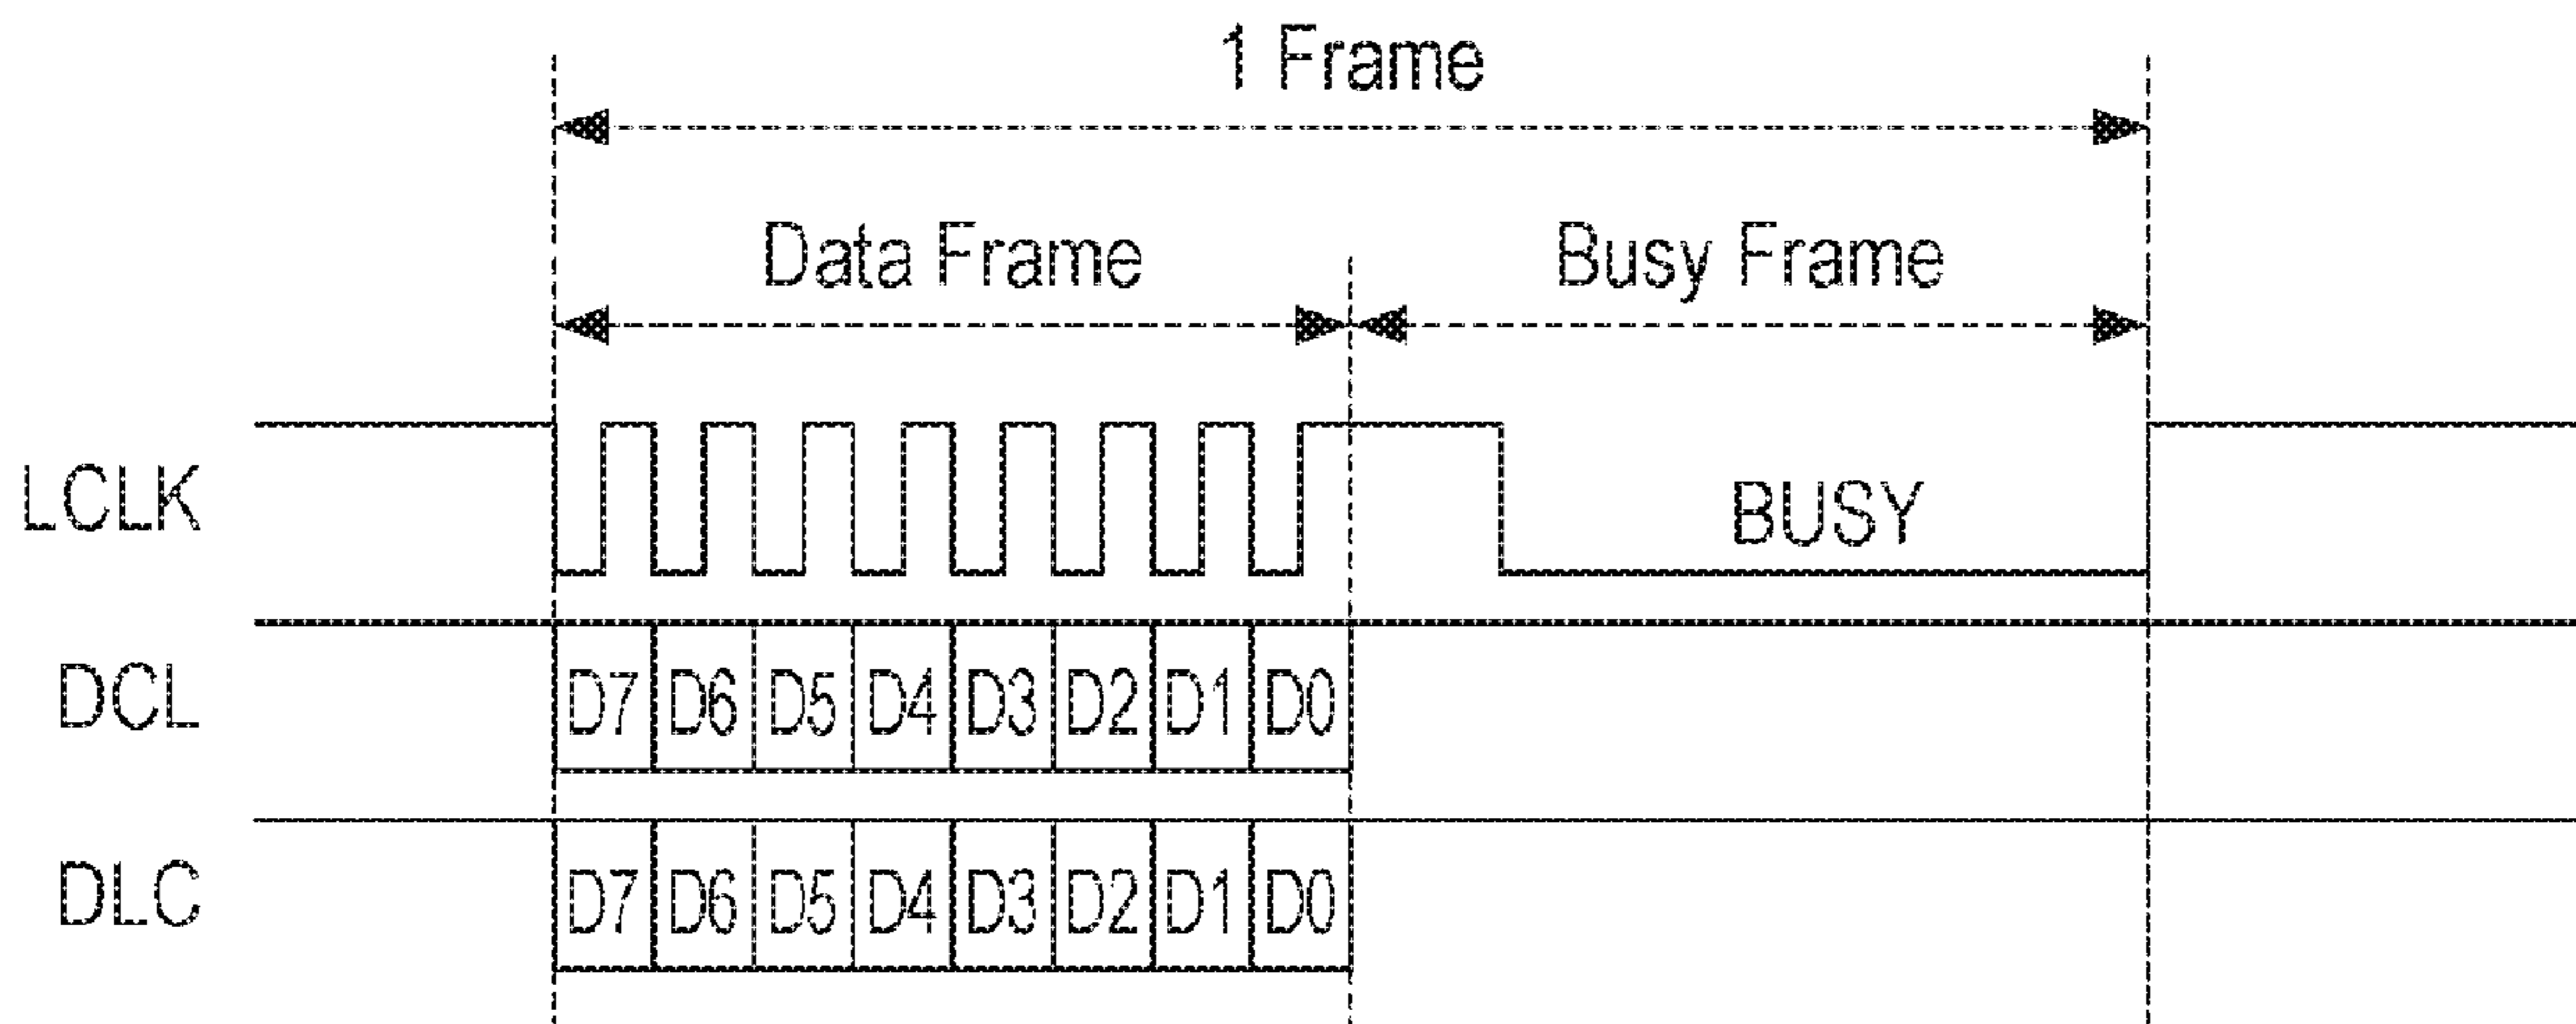 1 Frame
Data Frame Busy Frame
LCLK BUSY
DCL D7 D6 D5 D4 D3 D2 D1 D0
DLC D7 D6 D5 D4 D3 D2 D1 D0